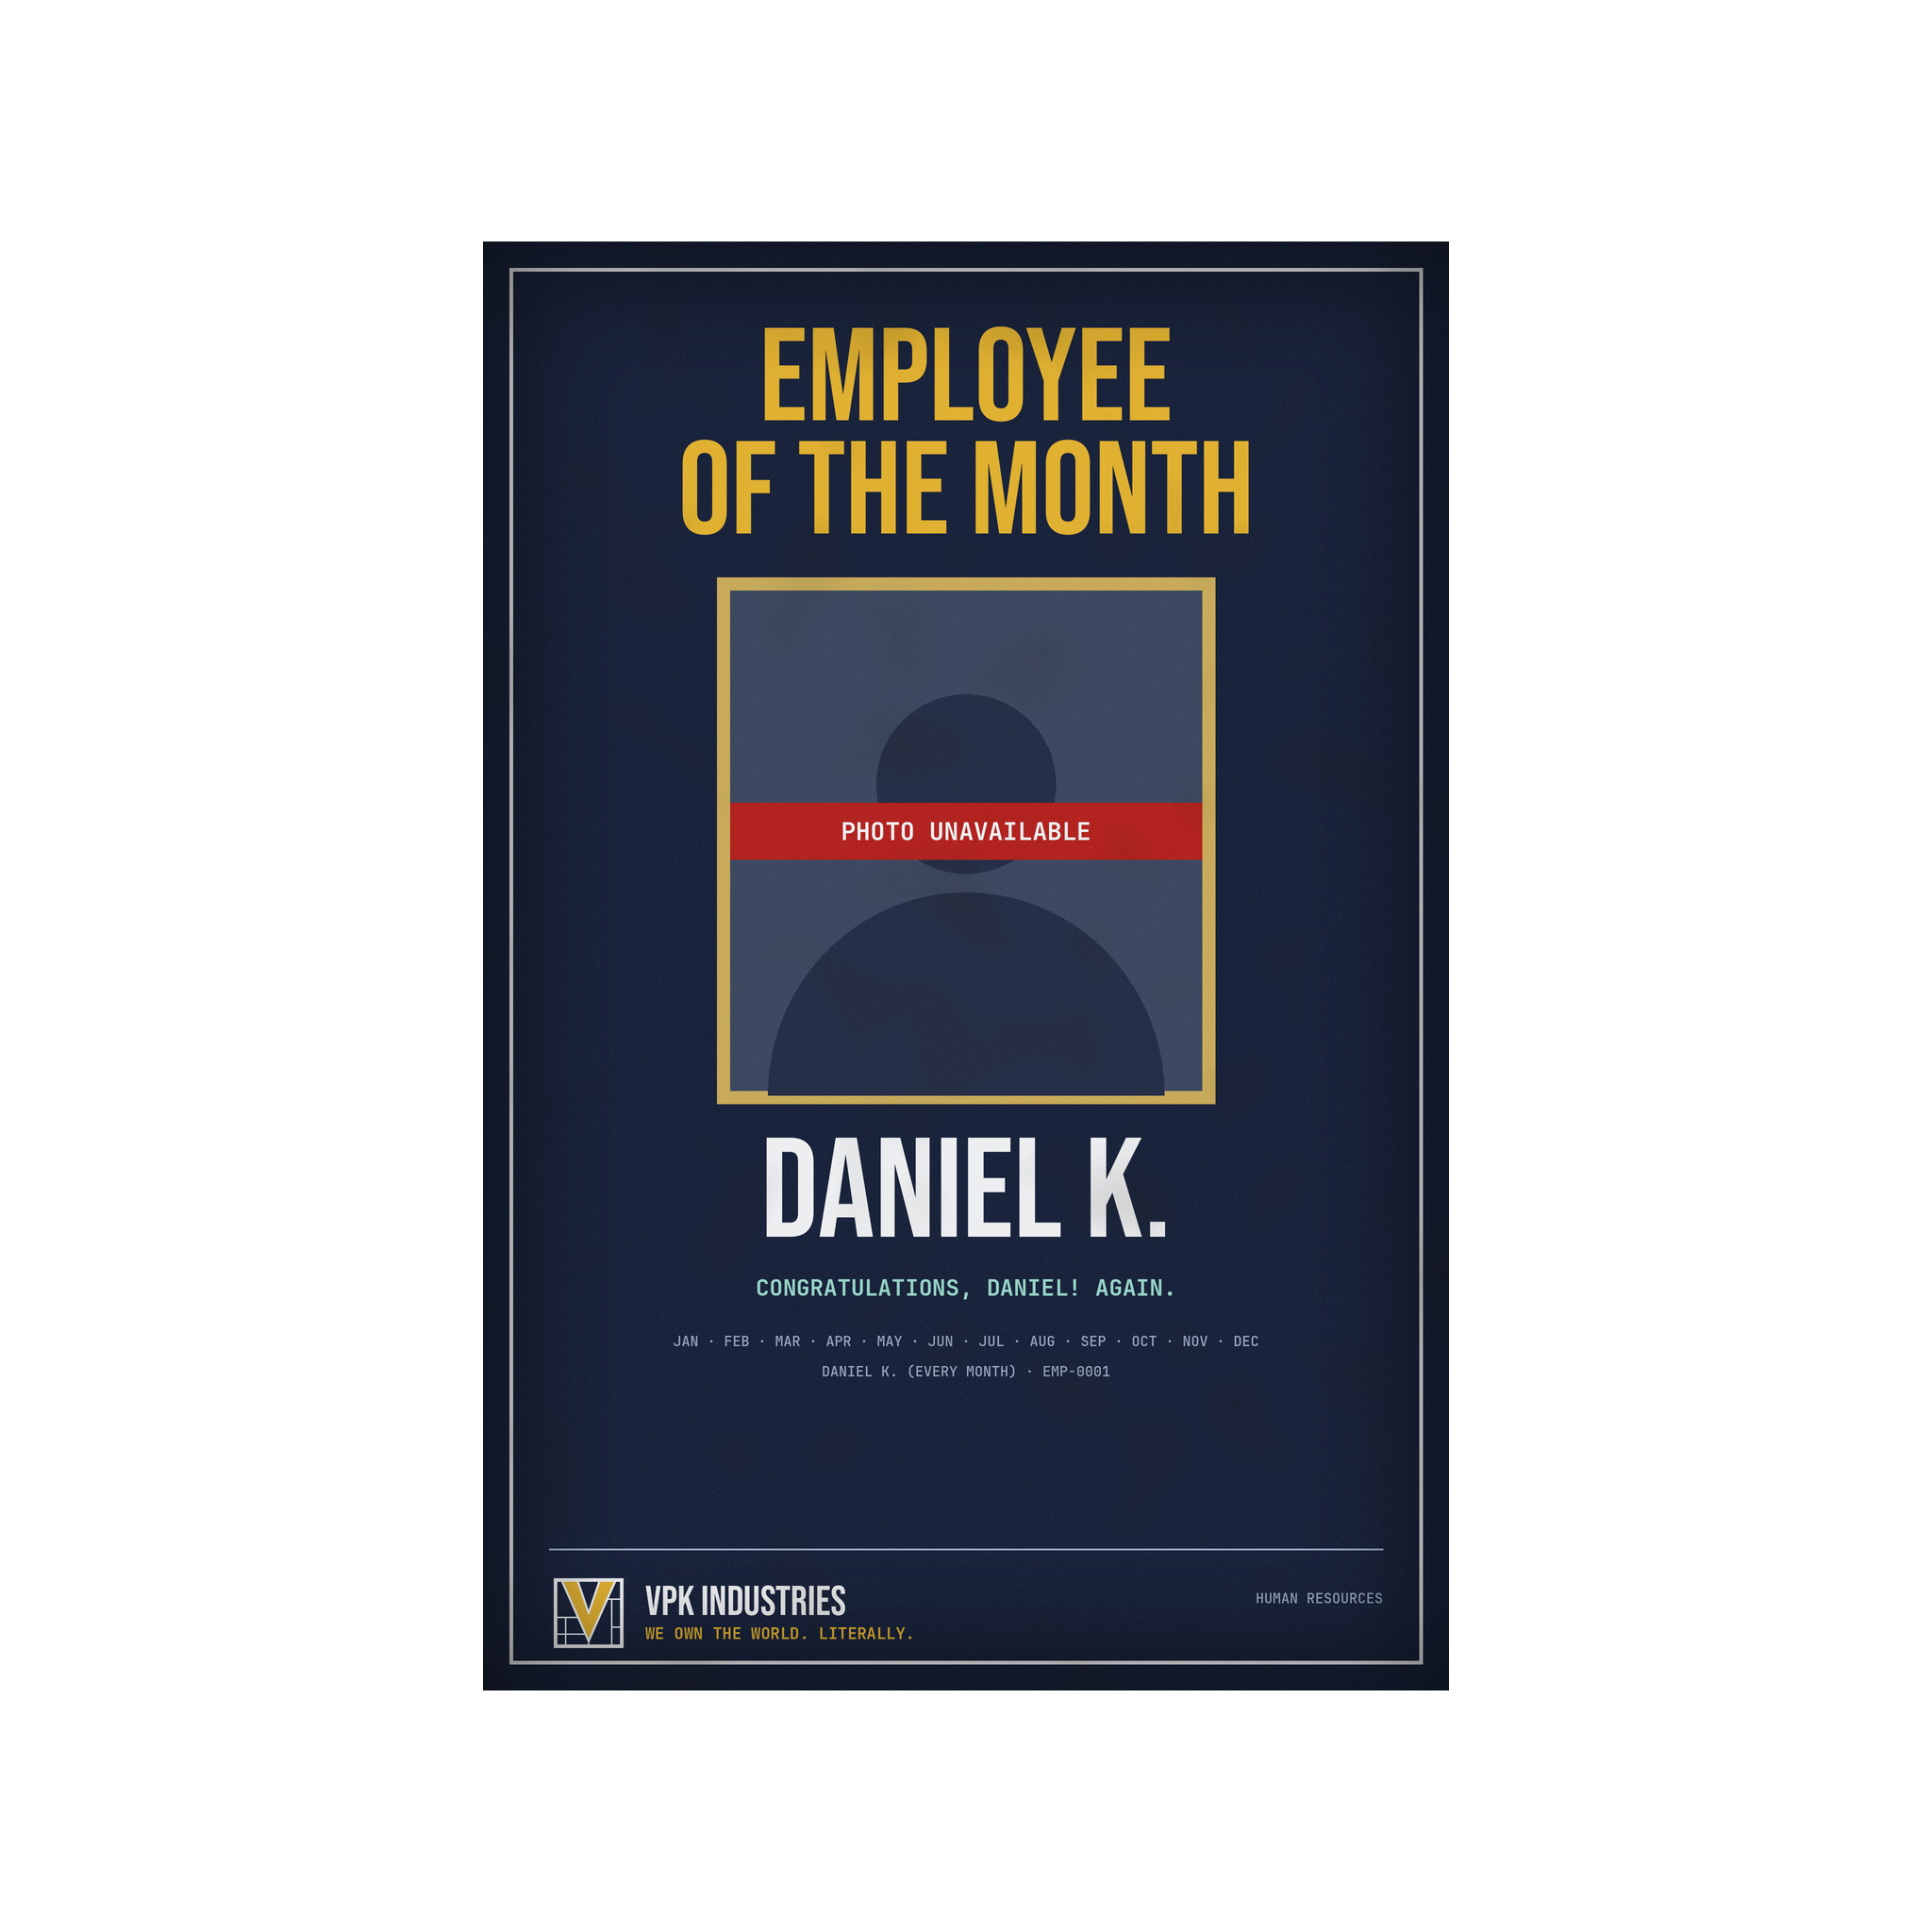 EMPLOYEE
OF THE MONTH
PHOTO UNAVAILABLE
DANIEL K.
CONGRATULATIONS, DANIEL! AGAIN.
JAN · FEB · MAR · APR · MAY · JUN · JUL · AUG · SEP · OCT · NOV · DEC
DANIEL K. (EVERY MONTH) · EMP-0001
V
VPK INDUSTRIES
WE OWN THE WORLD. LITERALLY.
HUMAN RESOURCES